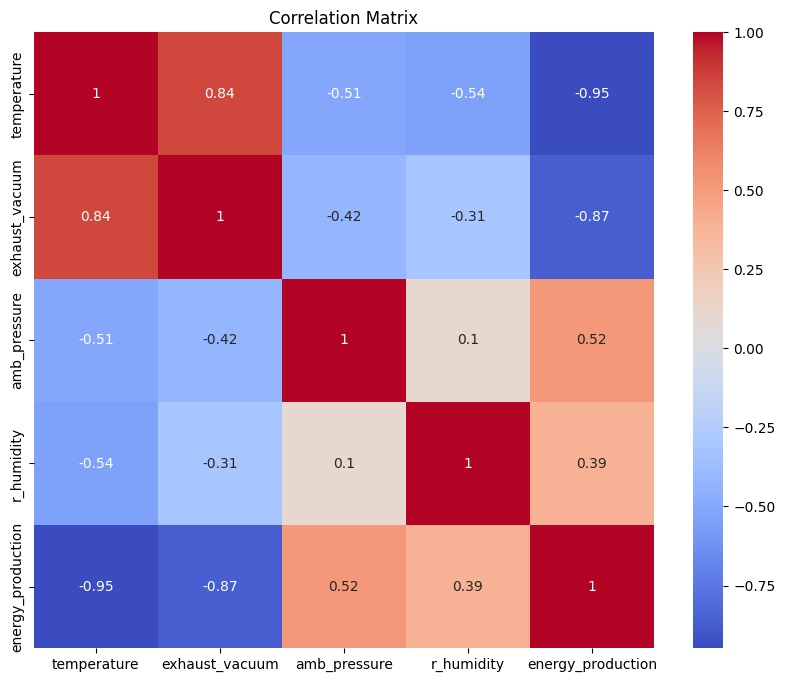 Correlation Matrix
temperature 1 0.84 -0.51 -0.54 -0.95
exhaust_vacuum 0.84 1 -0.42 -0.31 -0.87
amb_pressure -0.51 -0.42 1 0.1 0.52
r_humidity -0.54 -0.31 0.1 1 0.39
energy_production -0.95 -0.87 0.52 0.39 1
temperature exhaust_vacuum amb_pressure r_humidity energy_production
1.00
0.75
0.50
0.25
0.00
−0.25
−0.50
−0.75